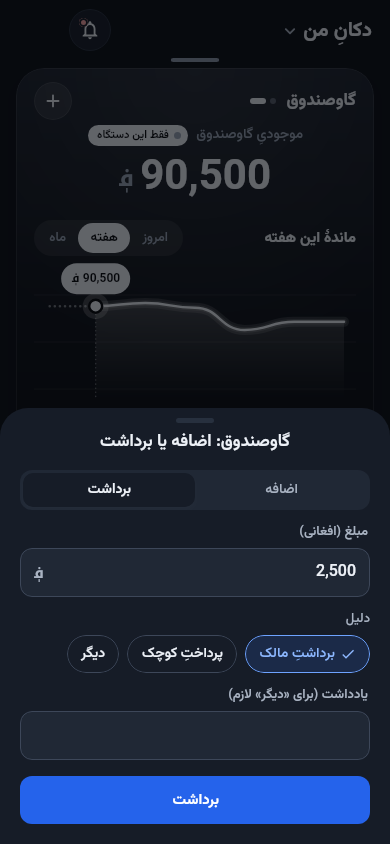 دکانِ من
گاوصندوق
موجودیِ گاوصندوق فقط این دستگاه
90,500 ؋
ماندهٔ این هفته
امروز هفته ماه
90,500 ؋
گاوصندوق: اضافه یا برداشت
اضافه برداشت
مبلغ (افغانی)
2,500 ؋
دلیل
برداشتِ مالک پرداختِ کوچک دیگر
یادداشت (برای «دیگر» لازم)
برداشت